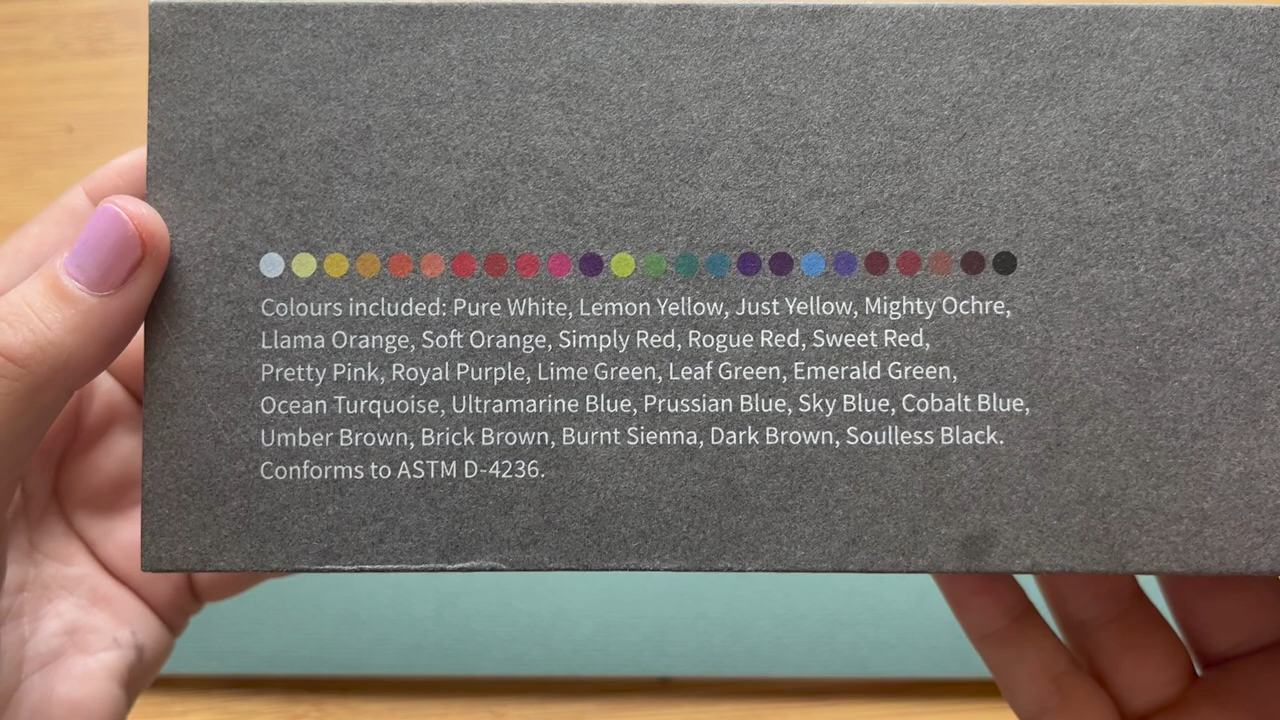 Colours included: Pure White, Lemon Yellow, Just Yellow, Mighty Ochre,
Llama Orange, Soft Orange, Simply Red, Rogue Red, Sweet Red,
Pretty Pink, Royal Purple, Lime Green, Leaf Green, Emerald Green,
Ocean Turquoise, Ultramarine Blue, Prussian Blue, Sky Blue, Cobalt Blue,
Umber Brown, Brick Brown, Burnt Sienna, Dark Brown, Soulless Black.
Conforms to ASTM D-4236.